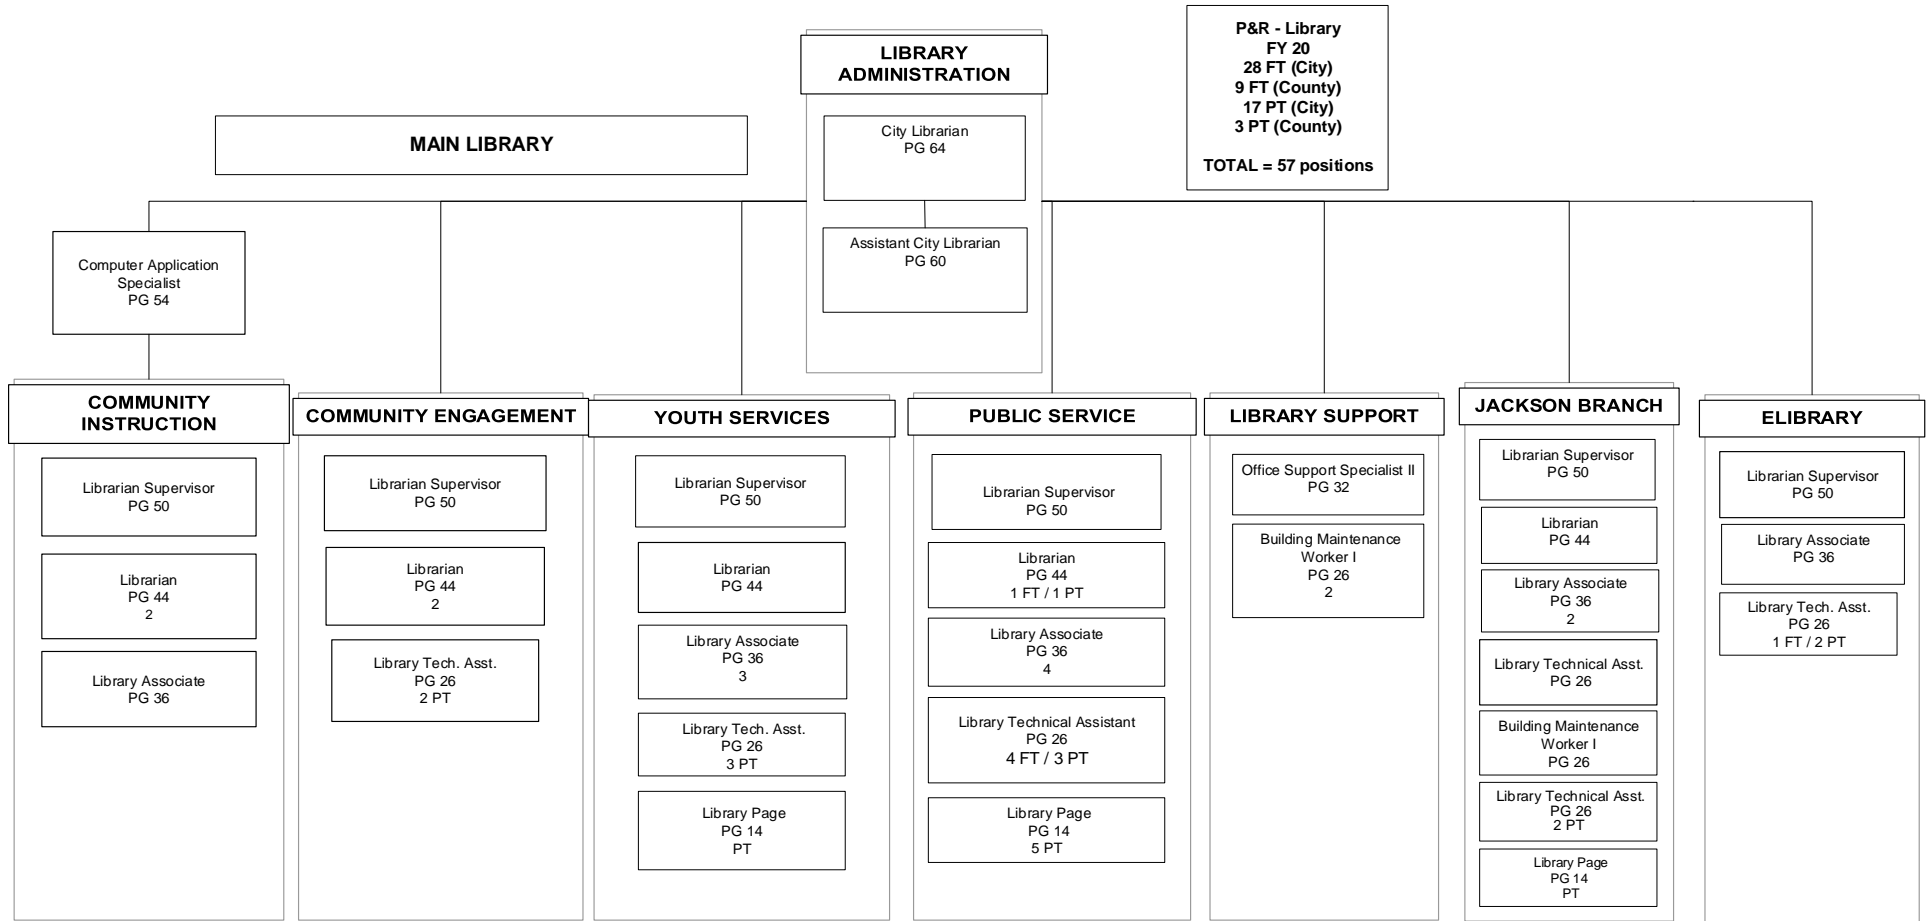 P&R - Library
FY 20
28 FT (City)
9 FT (County)
17 PT (City)
3 PT (County)
TOTAL = 57 positions
LIBRARY
ADMINISTRATION
City Librarian
PG 64
Assistant City Librarian
PG 60
MAIN LIBRARY
Computer Application
Specialist
PG 54
COMMUNITY
INSTRUCTION
Librarian Supervisor
PG 50
Librarian
PG 44
2
Library Associate
PG 36
COMMUNITY ENGAGEMENT
Librarian Supervisor
PG 50
Librarian
PG 44
2
Library Tech. Asst.
PG 26
2 PT
YOUTH SERVICES
Librarian Supervisor
PG 50
Librarian
PG 44
Library Associate
PG 36
3
Library Tech. Asst.
PG 26
3 PT
Library Page
PG 14
PT
PUBLIC SERVICE
Librarian Supervisor
PG 50
Librarian
PG 44
1 FT / 1 PT
Library Associate
PG 36
4
Library Technical Assistant
PG 26
4 FT / 3 PT
Library Page
PG 14
5 PT
LIBRARY SUPPORT
Office Support Specialist II
PG 32
Building Maintenance
Worker I
PG 26
2
JACKSON BRANCH
Librarian Supervisor
PG 50
Librarian
PG 44
Library Associate
PG 36
2
Library Technical Asst.
PG 26
Building Maintenance
Worker I
PG 26
Library Technical Asst.
PG 26
2 PT
Library Page
PG 14
PT
ELIBRARY
Librarian Supervisor
PG 50
Library Associate
PG 36
Library Tech. Asst.
PG 26
1 FT / 2 PT